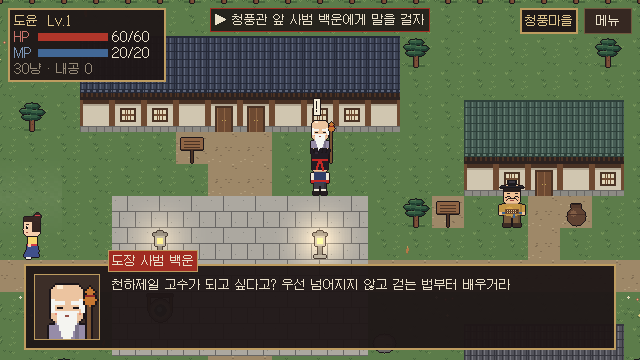 도윤 Lv.1
HP 60/60
MP 20/20
30냥 · 내공 0
▶ 청풍관 앞 사범 백운에게 말을 걸자
청풍마을
메뉴
!
도장 사범 백운
천하제일 고수가 되고 싶다고? 우선 넘어지지 않고 걷는 법부터 배우거라